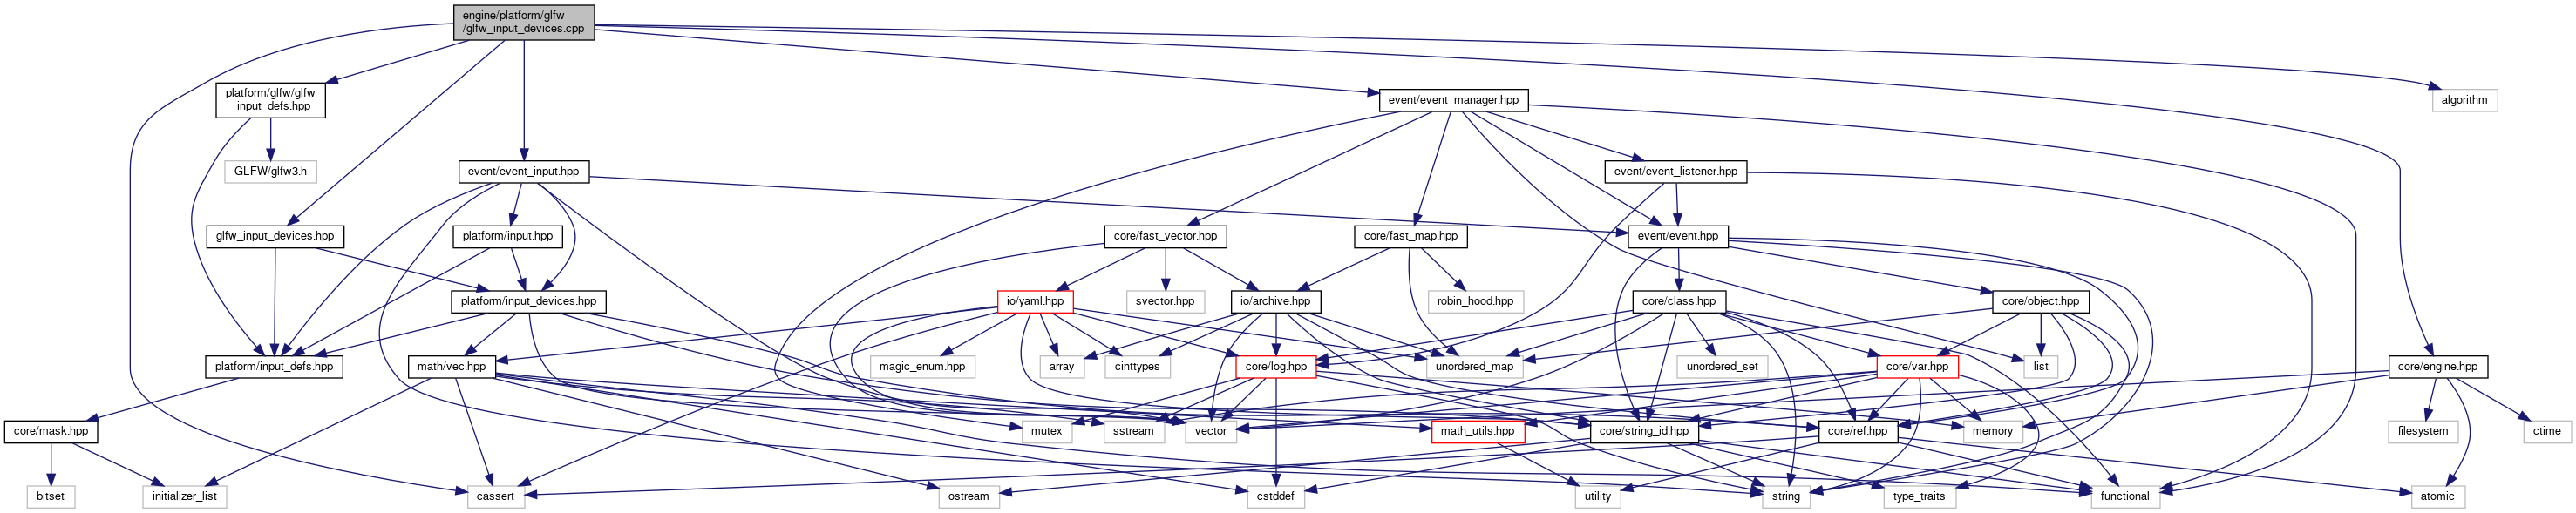 engine/platform/glfw
/glfw_input_devices.cpp
platform/glfw/glfw
_input_defs.hpp
event/event_manager.hpp
algorithm
GLFW/glfw3.h
event/event_input.hpp
event/event_listener.hpp
glfw_input_devices.hpp
platform/input.hpp
core/fast_vector.hpp
core/fast_map.hpp
event/event.hpp
platform/input_devices.hpp
io/yaml.hpp
svector.hpp
io/archive.hpp
robin_hood.hpp
core/class.hpp
core/object.hpp
platform/input_defs.hpp
math/vec.hpp
magic_enum.hpp
array
cinttypes
core/log.hpp
unordered_map
unordered_set
core/var.hpp
list
core/engine.hpp
core/mask.hpp
mutex
sstream
vector
math_utils.hpp
core/string_id.hpp
core/ref.hpp
memory
filesystem
ctime
bitset
initializer_list
cassert
ostream
cstddef
utility
string
type_traits
functional
atomic